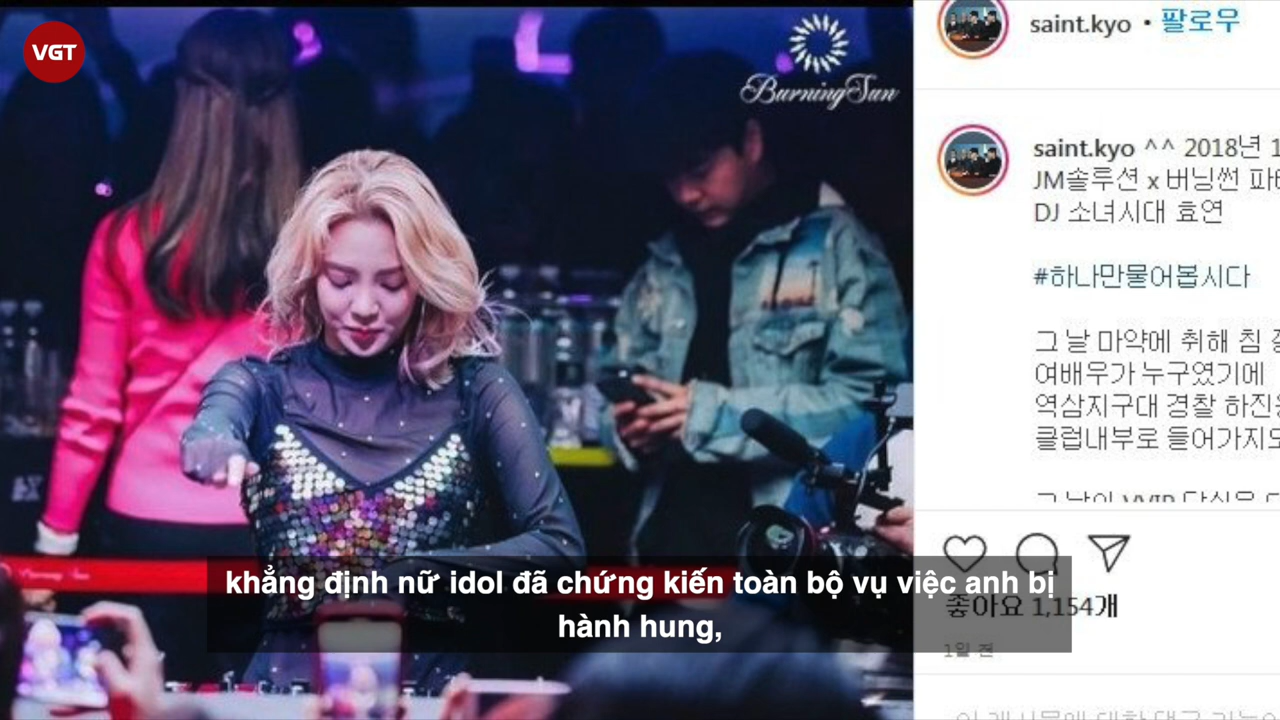 VGT
BurningSun
saint.kyo • 팔로우
saint.kyo ^^ 2018년 1
JM솔루션 x 버닝썬 파
DJ 소녀시대 효연
#하나만물어봅시다
그 날 마약에 취해 침
여배우가 누구였기에
역삼지구대 경찰 하진
클럽내부로 들어가지
khẳng định nữ idol đã chứng kiến toàn bộ vụ việc anh bị
hành hung,
좋아요 1,154개
1일 전